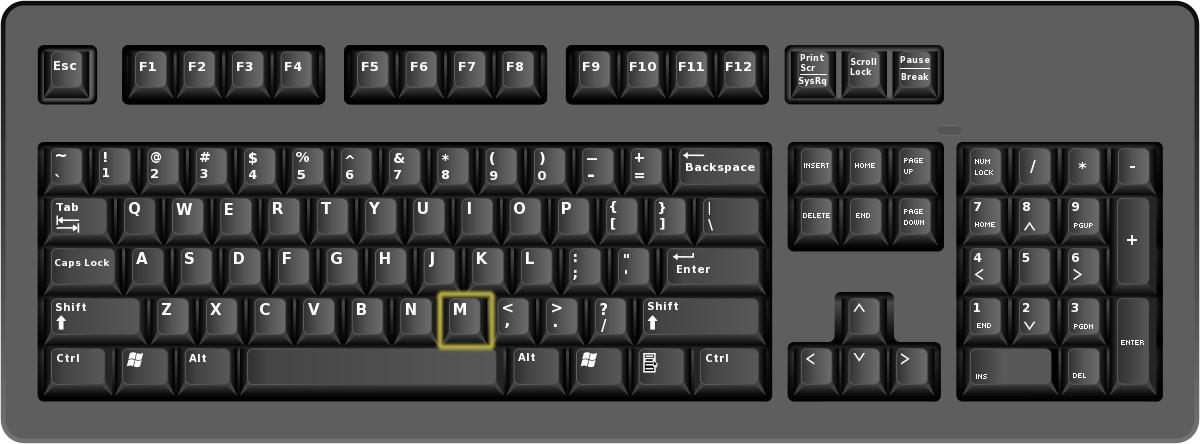 Esc F1 F2 F3 F4 F5 F6 F7 F8 F9 F10 F11 F12 Print Scr SysRq Scroll Lock Pause Break
~ ` ! 1 @ 2 # 3 $ 4 % 5 ^ 6 & 7 * 8 ( 9 ) 0 — - + = Backspace INSERT HOME PAGE UP NUM LOCK / * -
Tab Q W E R T Y U I O P { [ } ] | \ DELETE END PAGE DOWN 7 HOME 8 9 PGUP +
Caps Lock A S D F G H J K L : ; " ' Enter 4 < 5 6 >
Shift Z X C V B N M < , > . ? / Shift 1 END 2 3 PGDN ENTER
Ctrl Alt Alt Ctrl INS DEL